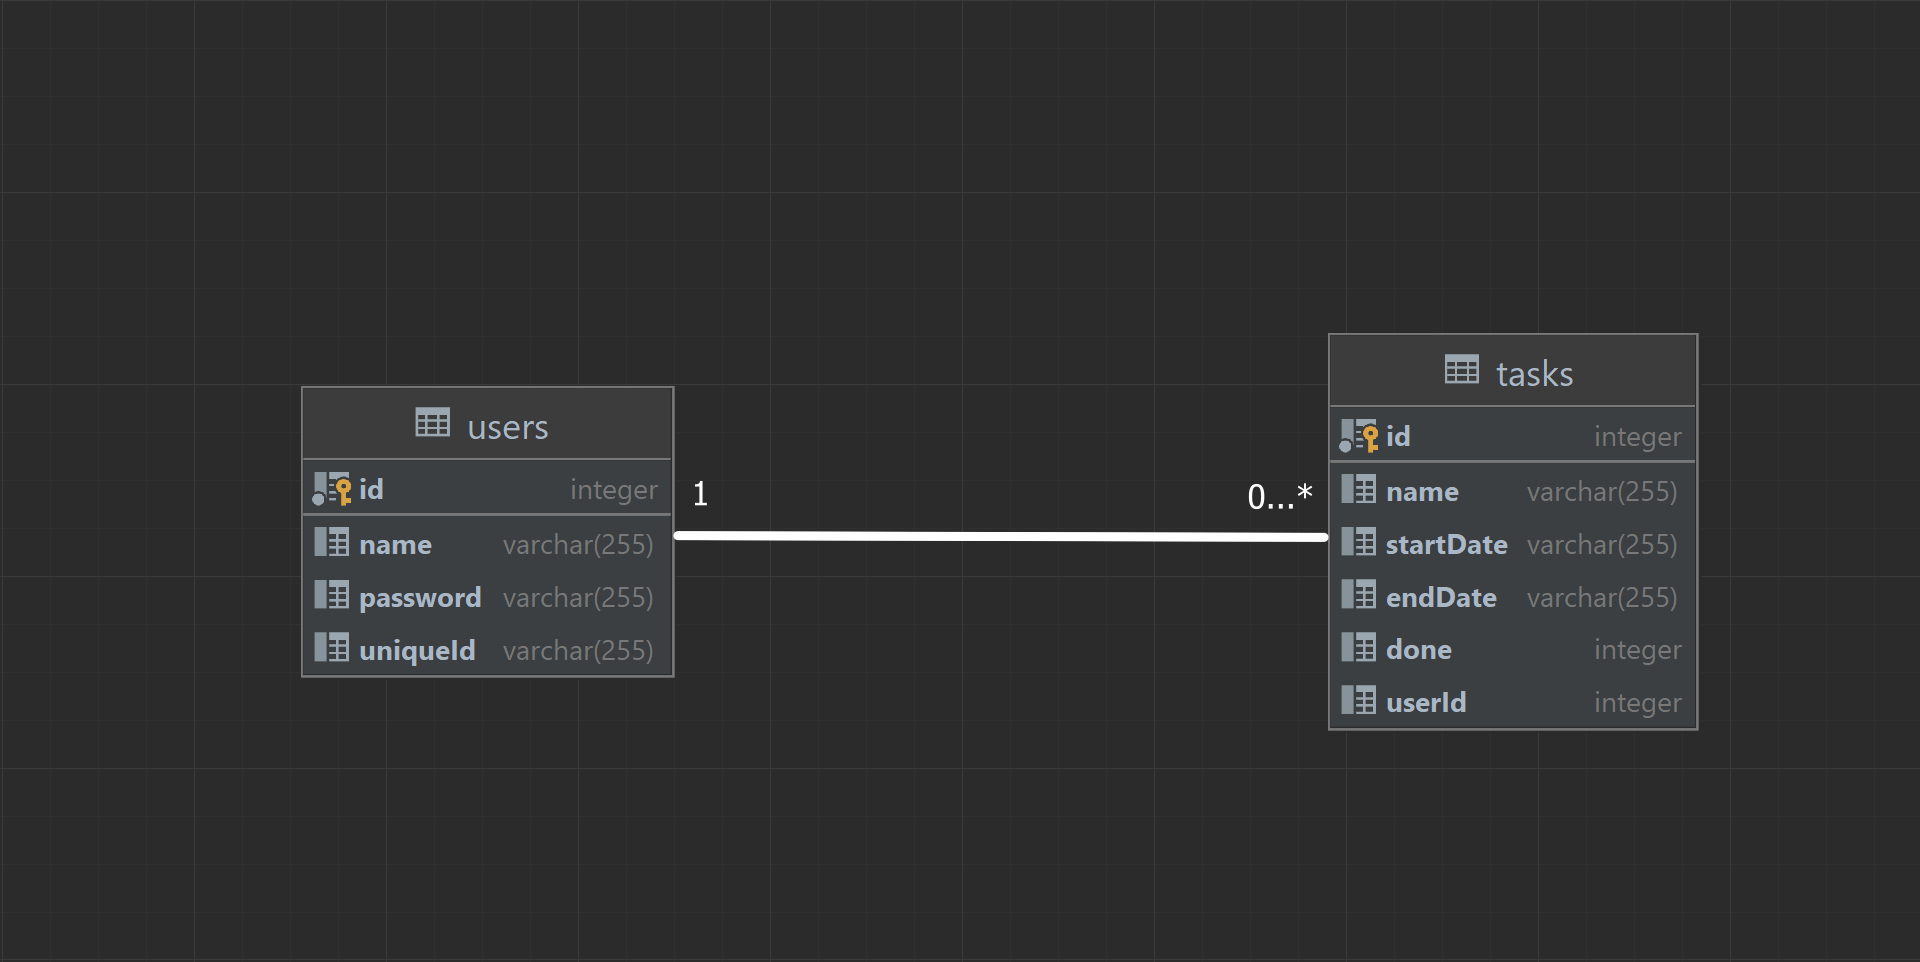 users
id integer
name varchar(255)
password varchar(255)
uniqueId varchar(255)
1
0...*
tasks
id integer
name varchar(255)
startDate varchar(255)
endDate varchar(255)
done integer
userId integer